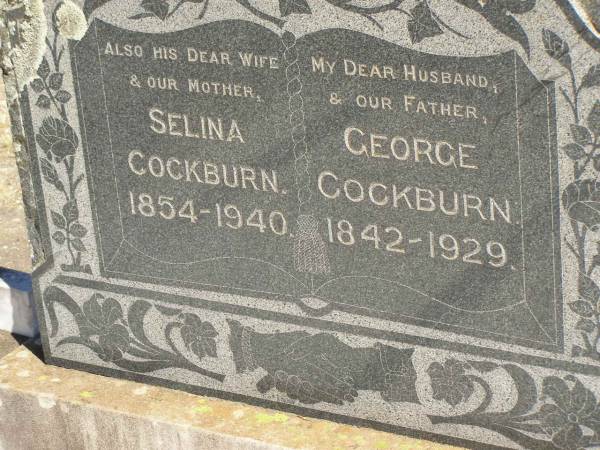 Also his Dear Wife
& our Mother,
SELINA
COCKBURN.
1854-1940.
My Dear Husband,
& our Father,
GEORGE
COCKBURN
1842-1929.